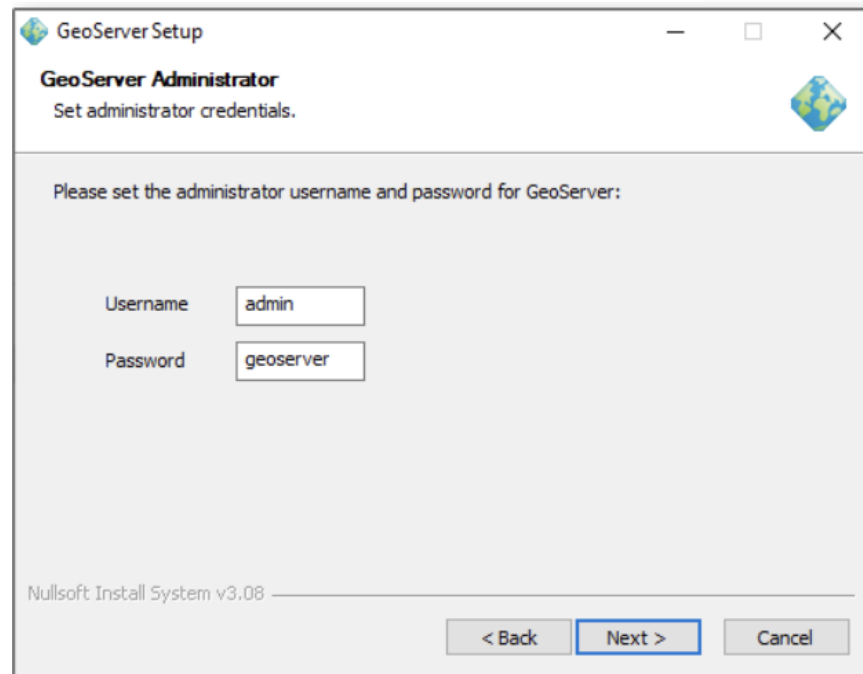 GeoServer Setup
GeoServer Administrator
Set administrator credentials.
Please set the administrator username and password for GeoServer:
Username admin
Password geoserver
Nullsoft Install System v3.08
< Back Next > Cancel